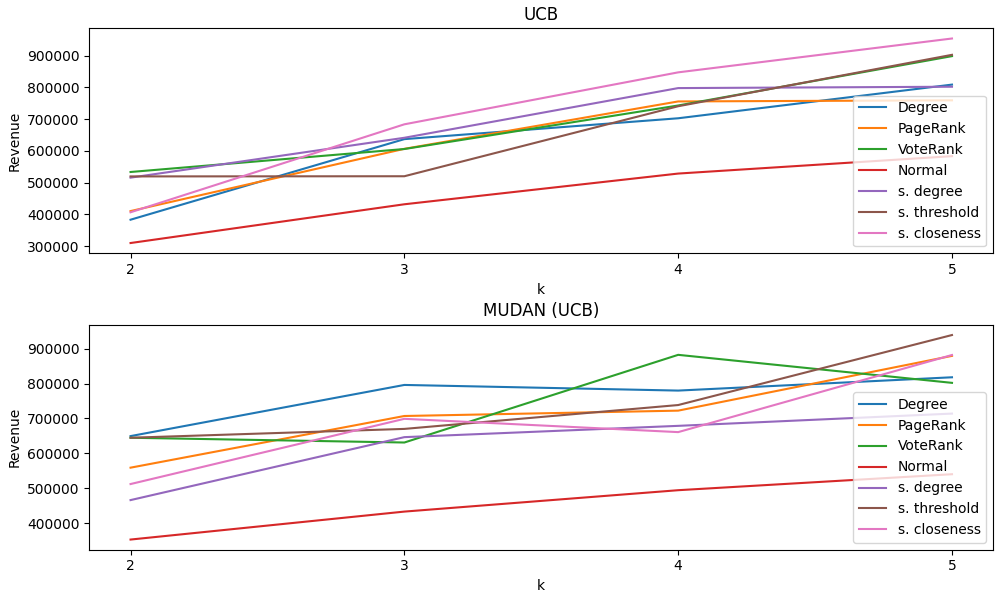 UCB
900000
800000
700000
600000
500000
400000
300000
Revenue
2
3
4
5
k
Degree
PageRank
VoteRank
Normal
s. degree
s. threshold
s. closeness
MUDAN (UCB)
900000
800000
700000
600000
500000
400000
Revenue
2
3
4
5
k
Degree
PageRank
VoteRank
Normal
s. degree
s. threshold
s. closeness